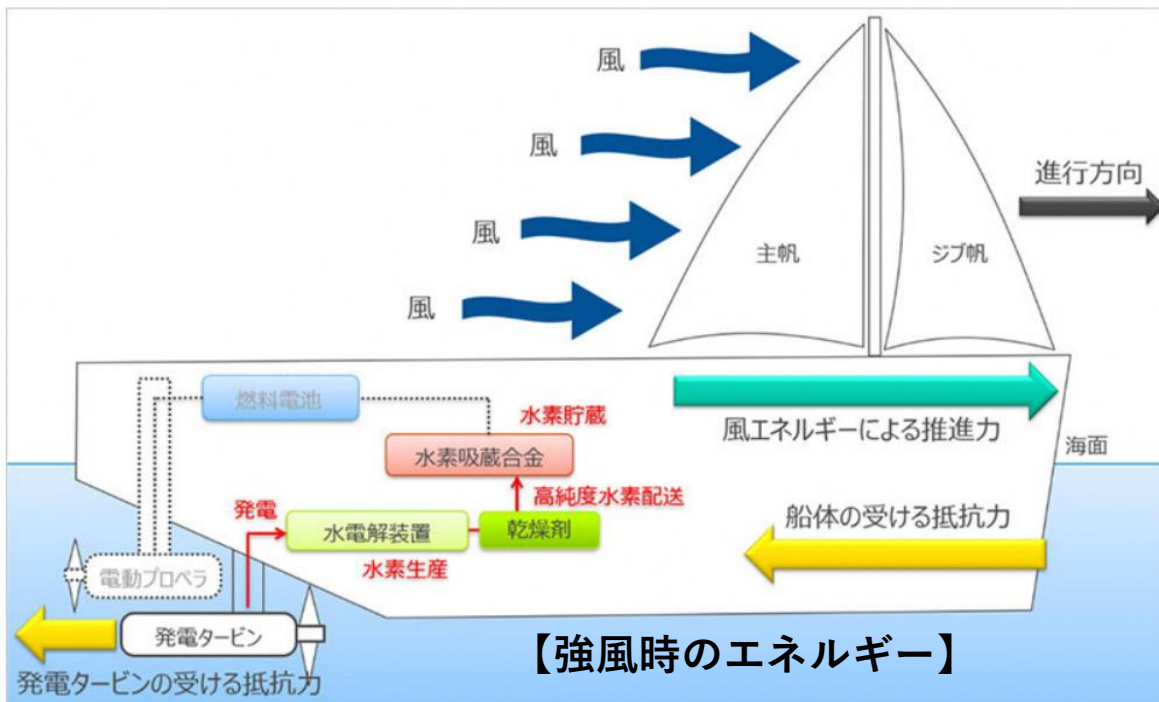 風
風
風
風
進行方向
主帆
ジブ帆
燃料電池
水素貯蔵
風エネルギーによる推進力
海面
水素吸蔵合金
発電
高純度水素配送
水電解装置
乾燥剤
船体の受ける抵抗力
水素生産
電動プロペラ
発電タービン
【強風時のエネルギー】
発電タービンの受ける抵抗力